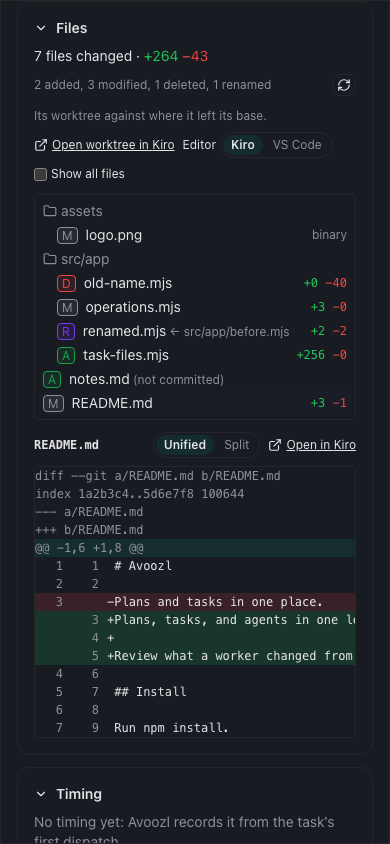 Files
7 files changed · +264 −43
2 added, 3 modified, 1 deleted, 1 renamed
Its worktree against where it left its base.
Open worktree in Kiro Editor Kiro VS Code
Show all files
assets
M logo.png binary
src/app
D old-name.mjs +0 −40
M operations.mjs +3 −0
R renamed.mjs ← src/app/before.mjs +2 −2
A task-files.mjs +256 −0
A notes.md (not committed)
M README.md +3 −1
README.md Unified Split Open in Kiro
diff --git a/README.md b/README.md
index 1a2b3c4..5d6e7f8 100644
--- a/README.md
+++ b/README.md
@@ -1,6 +1,8 @@
1 1 # Avoozl
2 2
3 -Plans and tasks in one place.
3 +Plans, tasks, and agents in one
4 +
5 +Review what a worker changed from
4 6
5 7 ## Install
6 8
7 9 Run npm install.
Timing
No timing yet: Avoozl records it from the task's
first dispatch